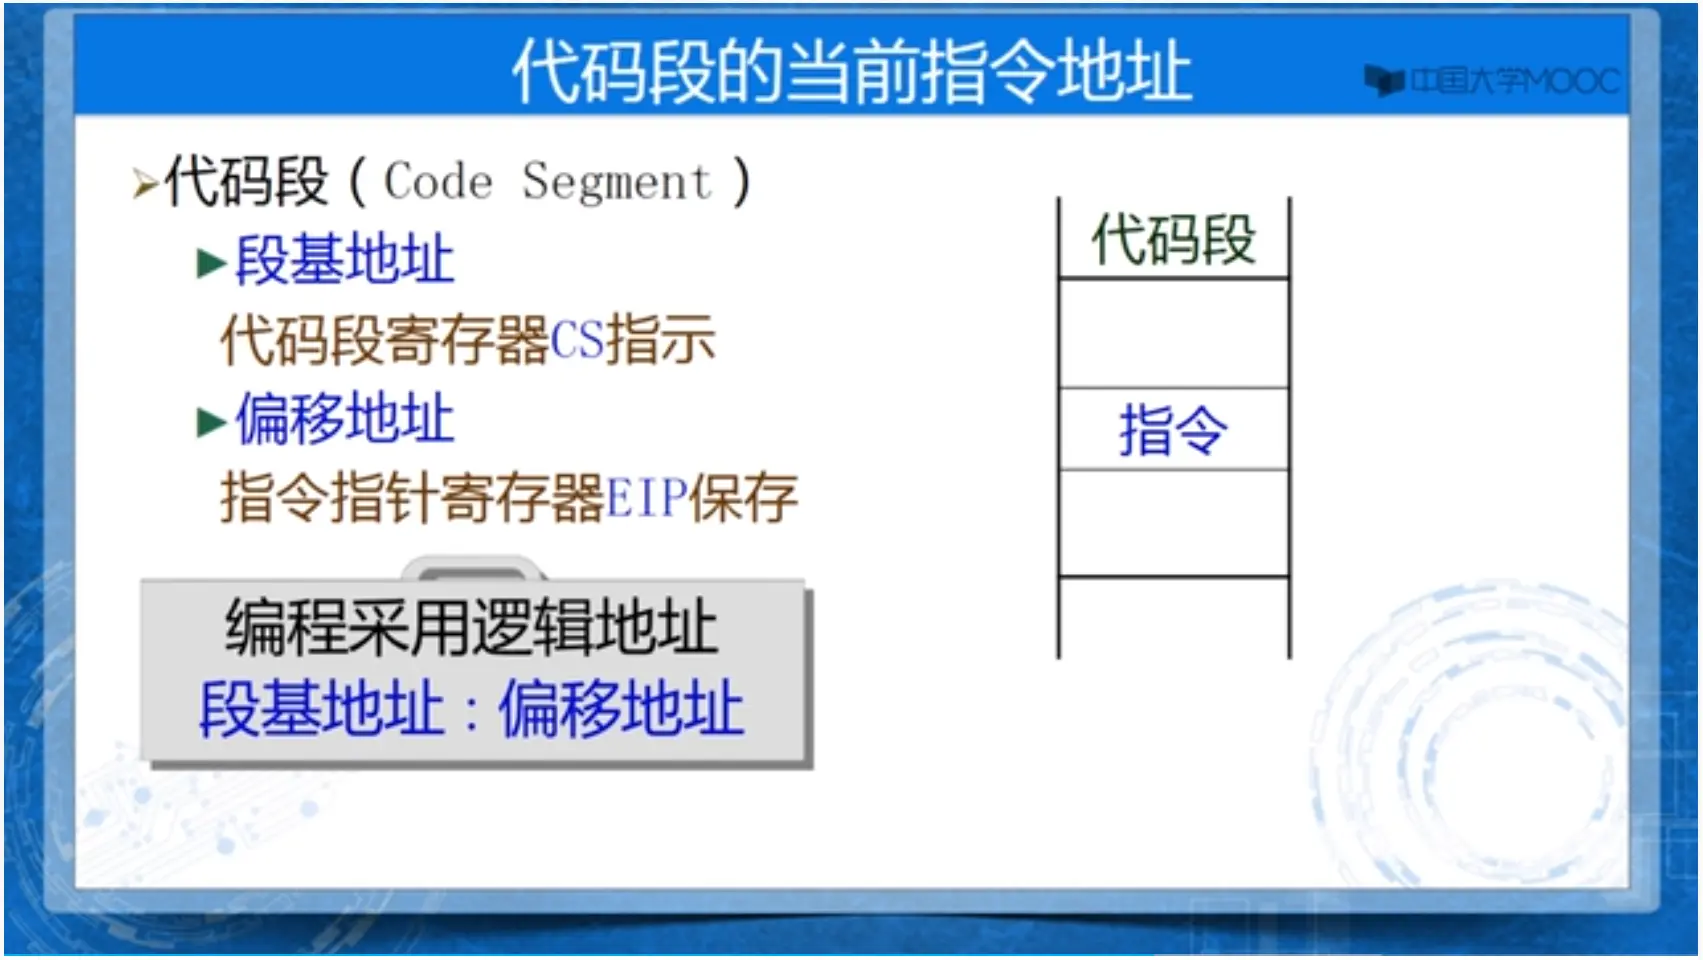 代码段的当前指令地址
中国大学MOOC
代码段（Code Segment）
段基地址
代码段寄存器CS指示
偏移地址
指令指针寄存器EIP保存
编程采用逻辑地址
段基地址：偏移地址
代码段
指令